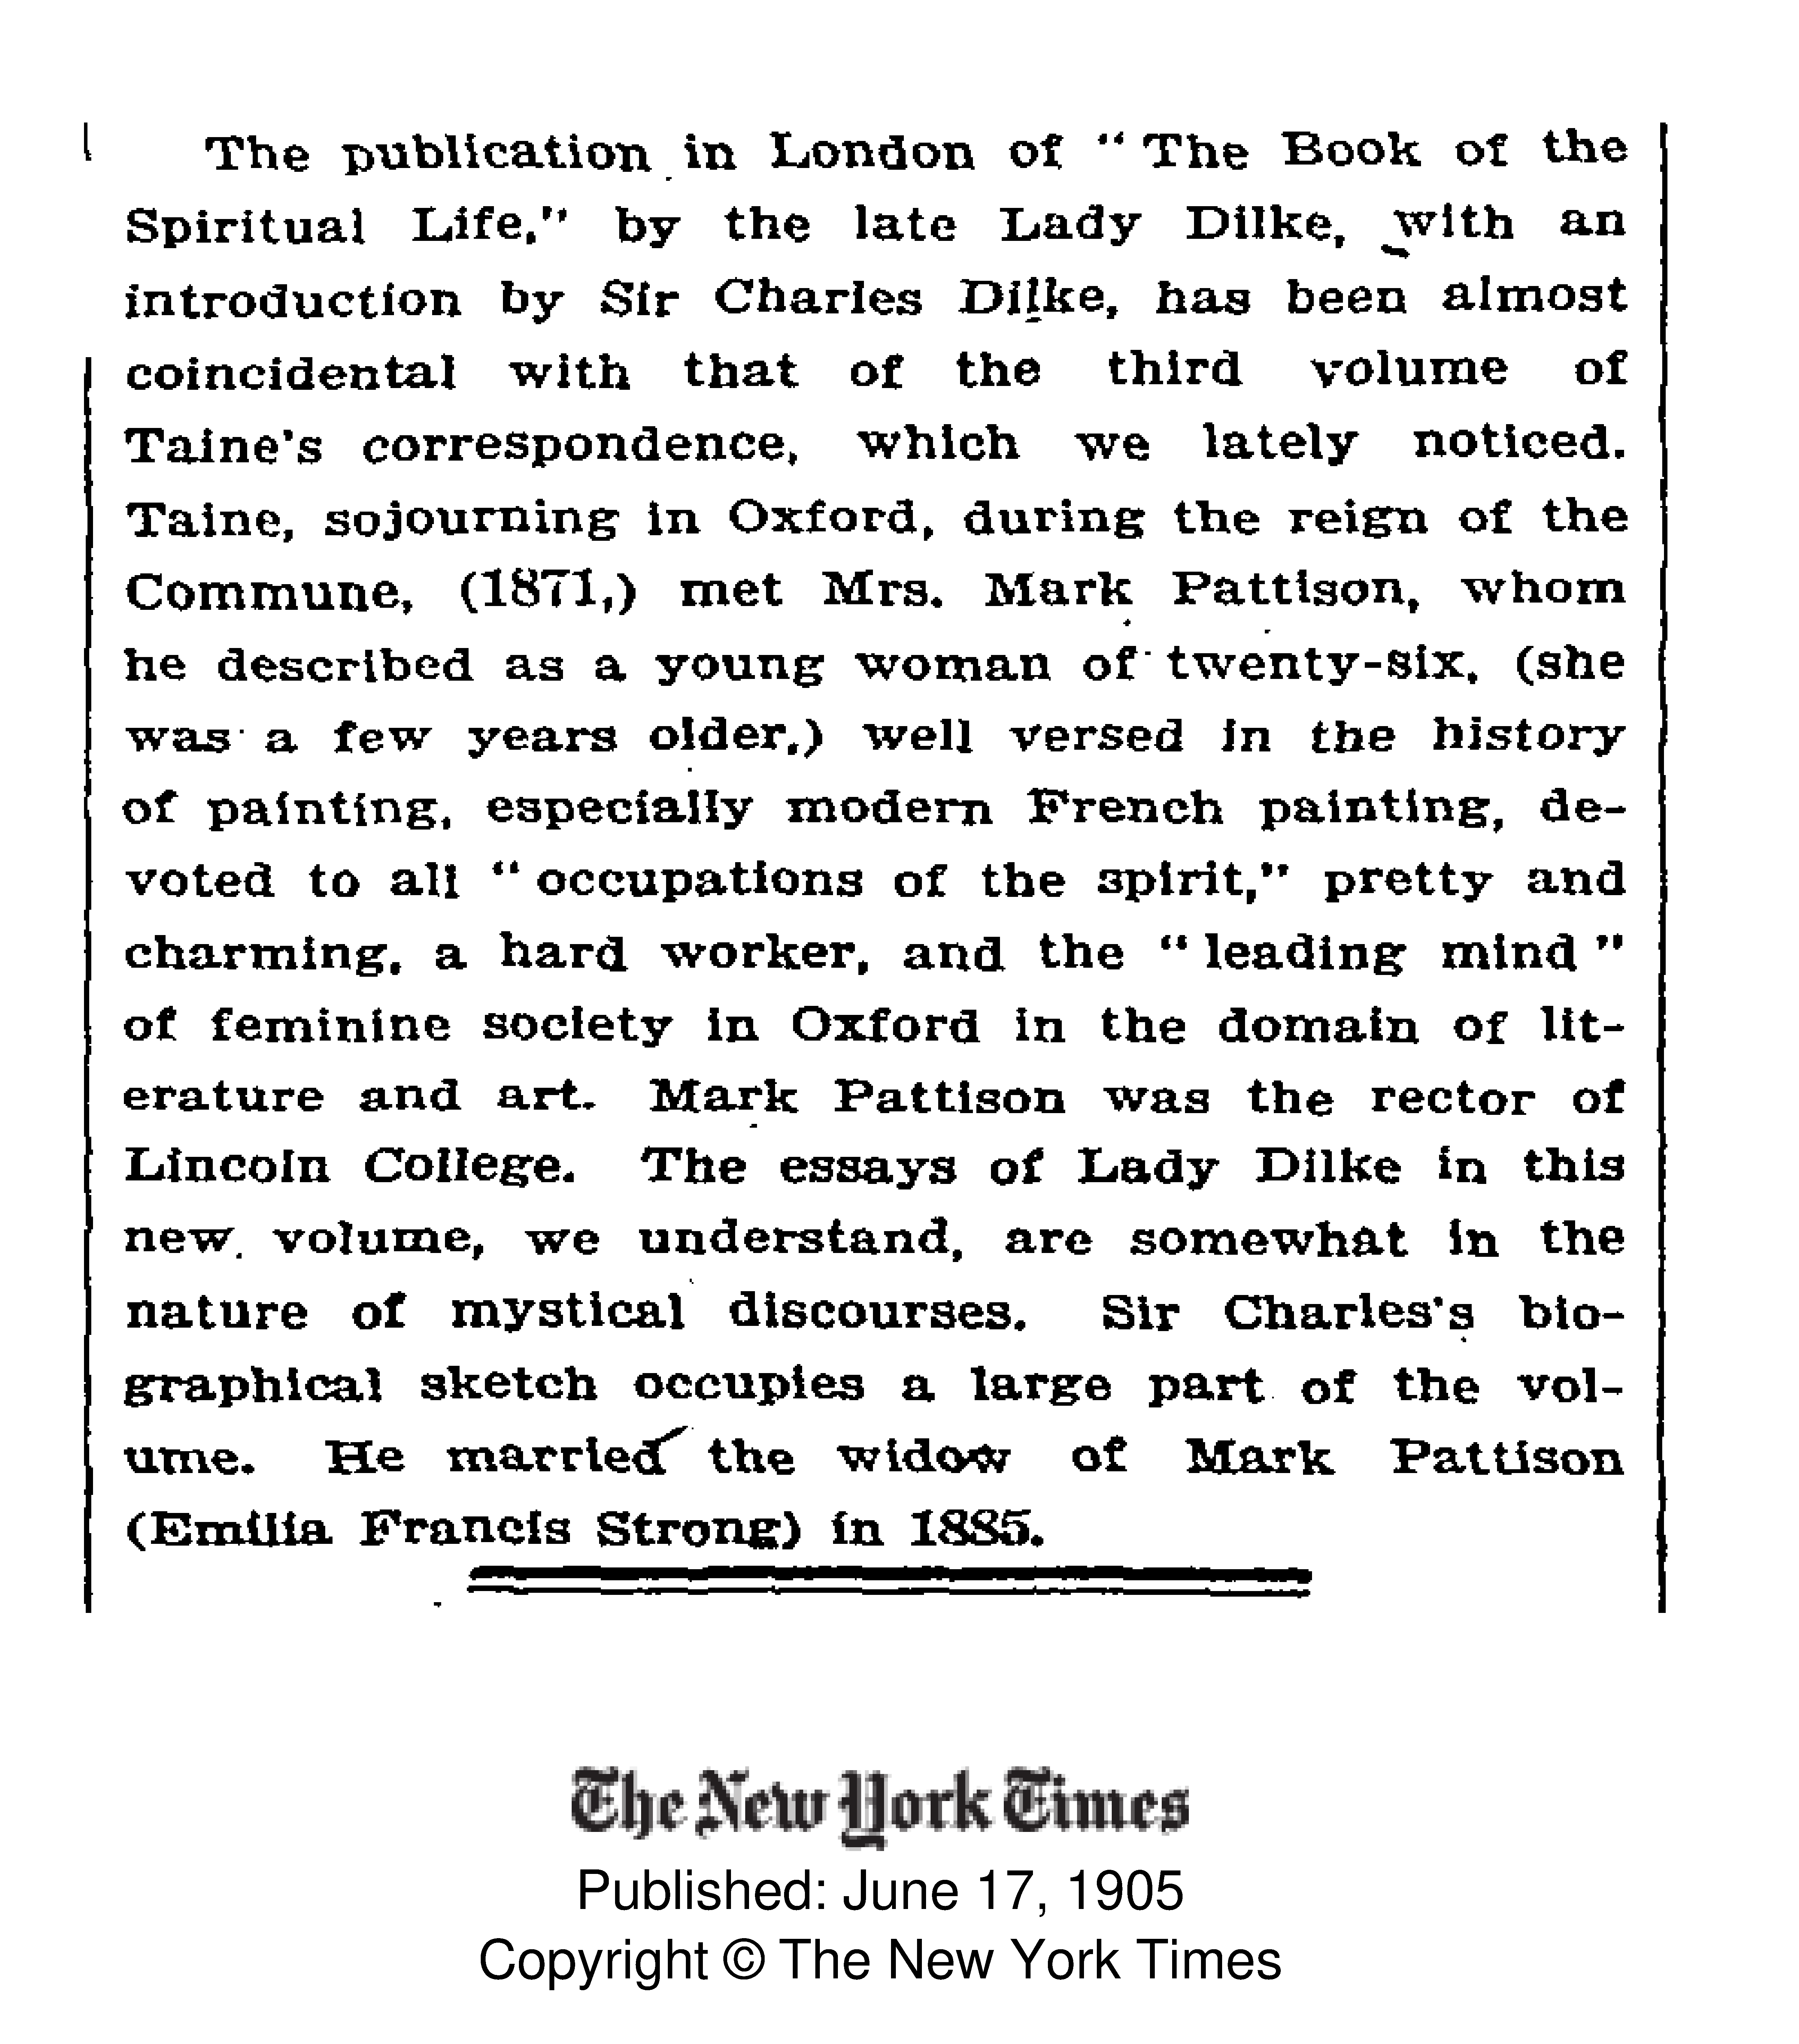 The publication in London of "The Book of the
Spiritual Life," by the late Lady Dilke, with an
introduction by Sir Charles Dilke, has been almost
coincidental with that of the third volume of
Taine's correspondence, which we lately noticed.
Taine, sojourning in Oxford, during the reign of the
Commune, (1871,) met Mrs. Mark Pattison, whom
he described as a young woman of twenty-six, (she
was a few years older,) well versed in the history
of painting, especially modern French painting, de-
voted to all "occupations of the spirit," pretty and
charming, a hard worker, and the "leading mind"
of feminine society in Oxford in the domain of lit-
erature and art. Mark Pattison was the rector of
Lincoln College. The essays of Lady Dilke in this
new volume, we understand, are somewhat in the
nature of mystical discourses. Sir Charles's bio-
graphical sketch occupies a large part of the vol-
ume. He married the widow of Mark Pattison
(Emilia Francis Strong) in 1885.
The New York Times
Published: June 17, 1905
Copyright © The New York Times